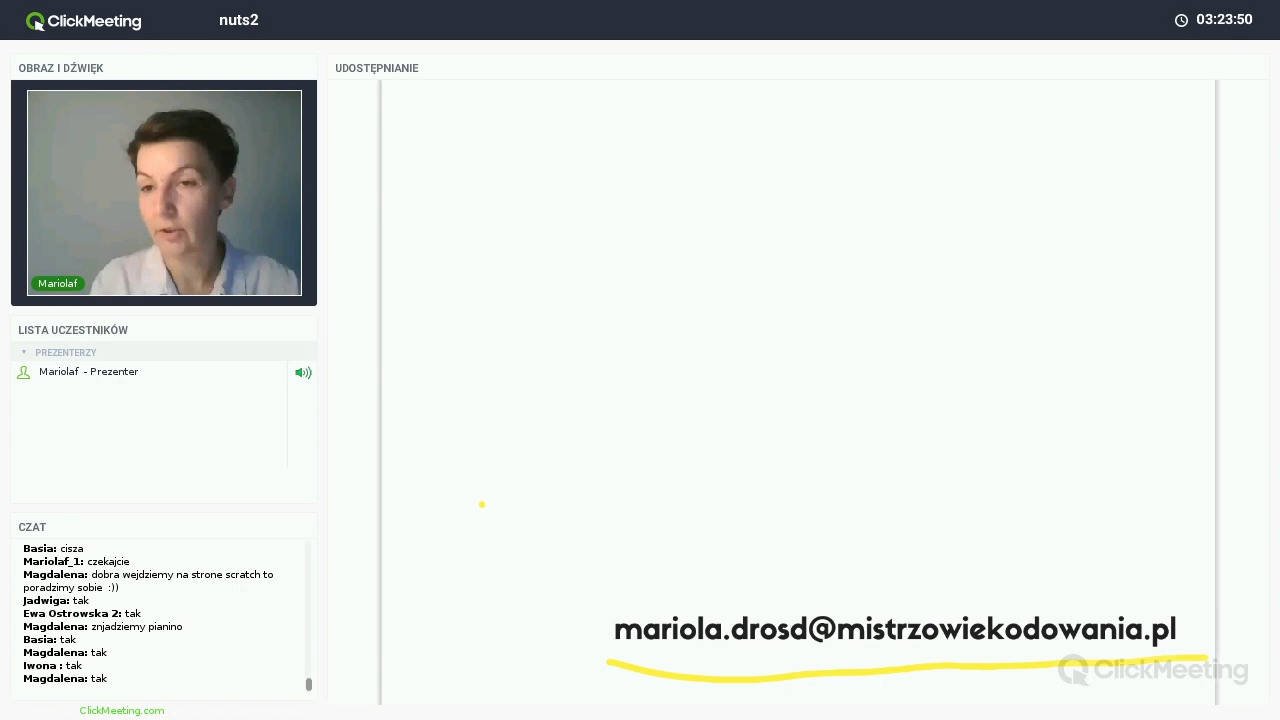 ClickMeeting
nuts2
03:23:50
OBRAZ I DŹWIĘK
UDOSTĘPNIANIE
Mariolaf
LISTA UCZESTNIKÓW
PREZENTERZY
Mariolaf - Prezenter
CZAT
Basia: cisza
Mariolaf_1: czekajcie
Magdalena: dobra wejdziemy na strone scratch to
poradzimy sobie :))
Jadwiga: tak
Ewa Ostrowska 2: tak
Magdalena: znjadziemy pianino
Basia: tak
Magdalena: tak
Iwona : tak
Magdalena: tak
mariola.drosd@mistrzowiekodowania.pl
ClickMeeting
ClickMeeting.com